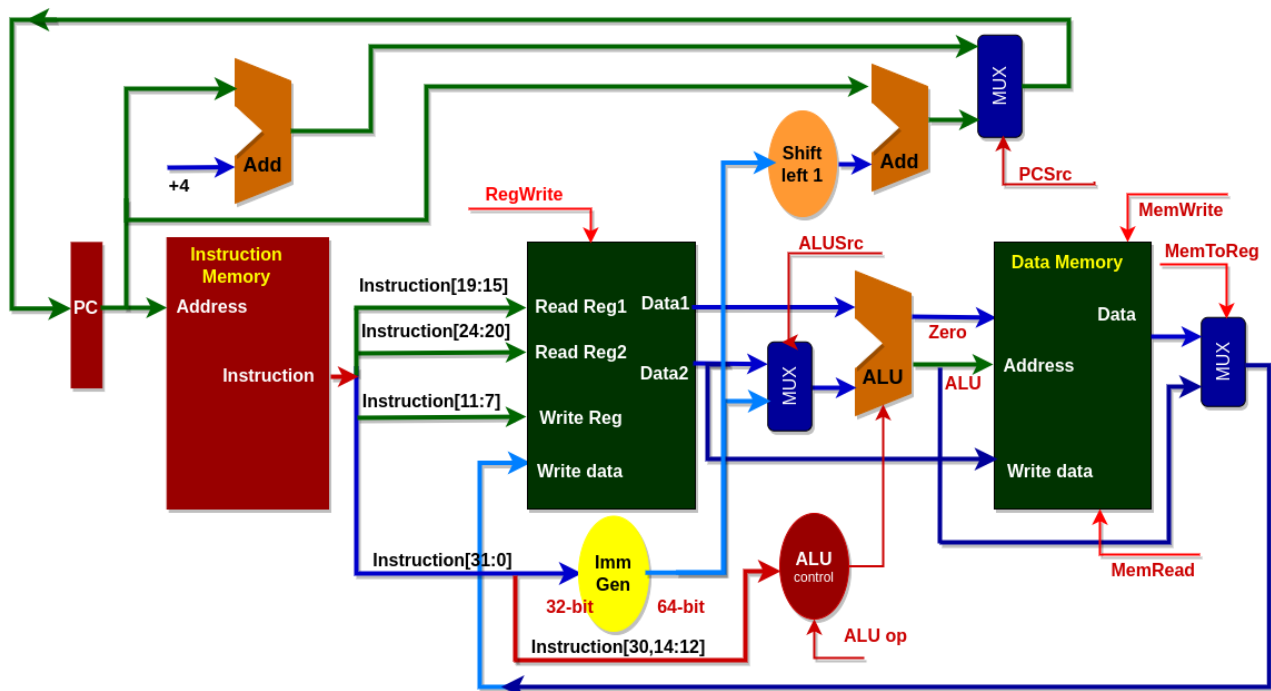 MUX
Add
+4
Shift
left 1
Add
PCSrc
RegWrite
MemWrite
ALUSrc
MemToReg
PC
Instruction
Memory
Address
Instruction
Instruction[19:15]
Instruction[24:20]
Instruction[11:7]
Read Reg1
Data1
Read Reg2
Data2
Write Reg
Write data
MUX
ALU
Zero
ALU
Data Memory
Data
Address
Write data
MUX
Instruction[31:0]
Imm
Gen
32-bit
64-bit
ALU
control
MemRead
Instruction[30,14:12]
ALU op